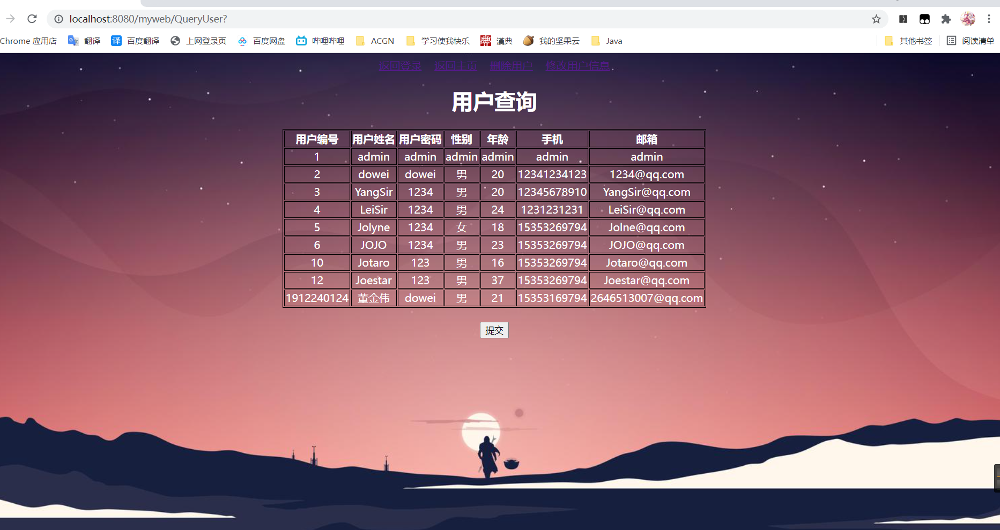 localhost:8080/myweb/QueryUser?
Chrome 应用店 翻译 百度翻译 上网登录页 百度网盘 哔哩哔哩 ACGN 学习使我快乐 漢典 我的坚果云 Java 其他书签 阅读清单
返回登录 返回主页 删除用户 修改用户信息
用户查询
用户编号 用户姓名 用户密码 性别 年龄 手机 邮箱
1 admin admin admin admin admin admin
2 dowei dowei 男 20 12341234123 1234@qq.com
3 YangSir 1234 男 20 12345678910 YangSir@qq.com
4 LeiSir 1234 男 24 1231231231 LeiSir@qq.com
5 Jolyne 1234 女 18 15353269794 Jolne@qq.com
6 JOJO 1234 男 23 15353269794 JOJO@qq.com
10 Jotaro 123 男 16 15353269794 Jotaro@qq.com
12 Joestar 123 男 37 15353269794 Joestar@qq.com
1912240124 董金伟 dowei 男 21 15353169794 2646513007@qq.com
提交